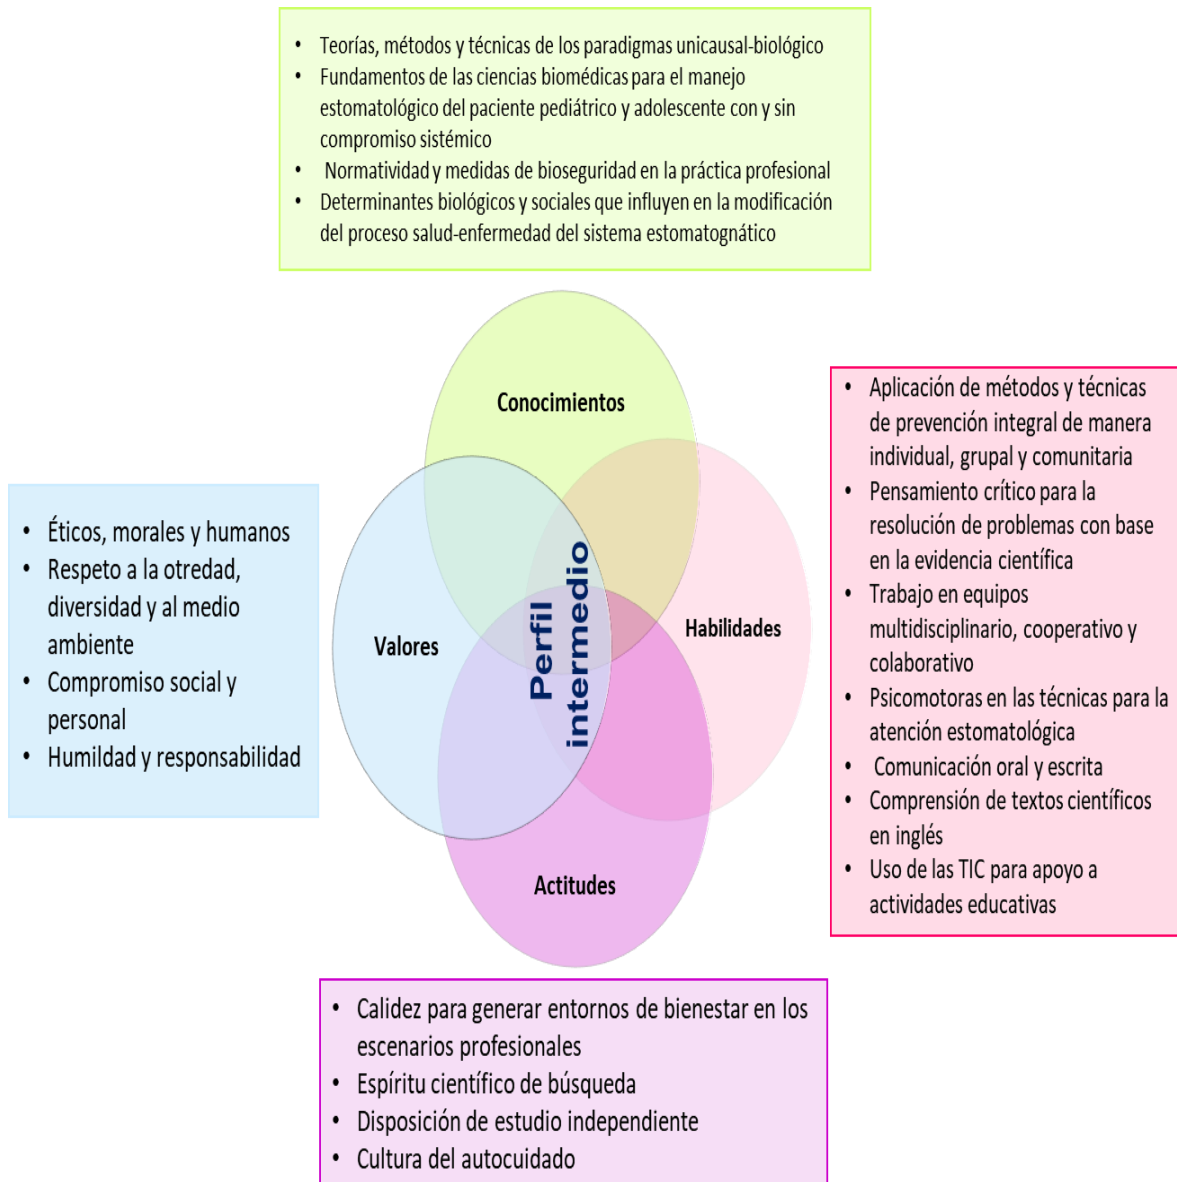 • Teorías, métodos y técnicas de los paradigmas unicausal-biológico
• Fundamentos de las ciencias biomédicas para el manejo
estomatológico del paciente pediátrico y adolescente con y sin
compromiso sistémico
• Normatividad y medidas de bioseguridad en la práctica profesional
• Determinantes biológicos y sociales que influyen en la modificación
del proceso salud-enfermedad del sistema estomatognático
Conocimientos
• Éticos, morales y humanos
• Respeto a la otredad,
diversidad y al medio
ambiente
• Compromiso social y
personal
• Humildad y responsabilidad
Valores
Perfil
intermedio
Habilidades
• Aplicación de métodos y técnicas
de prevención integral de manera
individual, grupal y comunitaria
• Pensamiento crítico para la
resolución de problemas con base
en la evidencia científica
• Trabajo en equipos
multidisciplinario, cooperativo y
colaborativo
• Psicomotoras en las técnicas para la
atención estomatológica
• Comunicación oral y escrita
• Comprensión de textos científicos
en inglés
• Uso de las TIC para apoyo a
actividades educativas
Actitudes
• Calidez para generar entornos de bienestar en los
escenarios profesionales
• Espíritu científico de búsqueda
• Disposición de estudio independiente
• Cultura del autocuidado